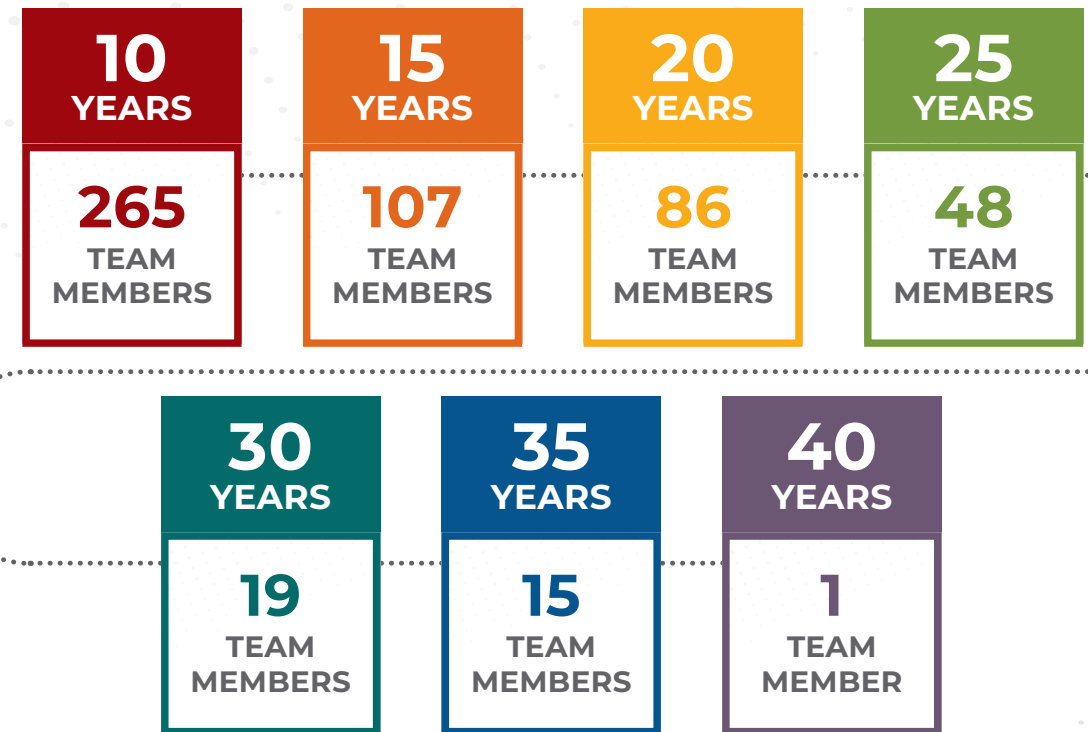 10
YEARS
265
TEAM
MEMBERS
15
YEARS
107
TEAM
MEMBERS
20
YEARS
86
TEAM
MEMBERS
25
YEARS
48
TEAM
MEMBERS
30
YEARS
19
TEAM
MEMBERS
35
YEARS
15
TEAM
MEMBERS
40
YEARS
1
TEAM
MEMBER